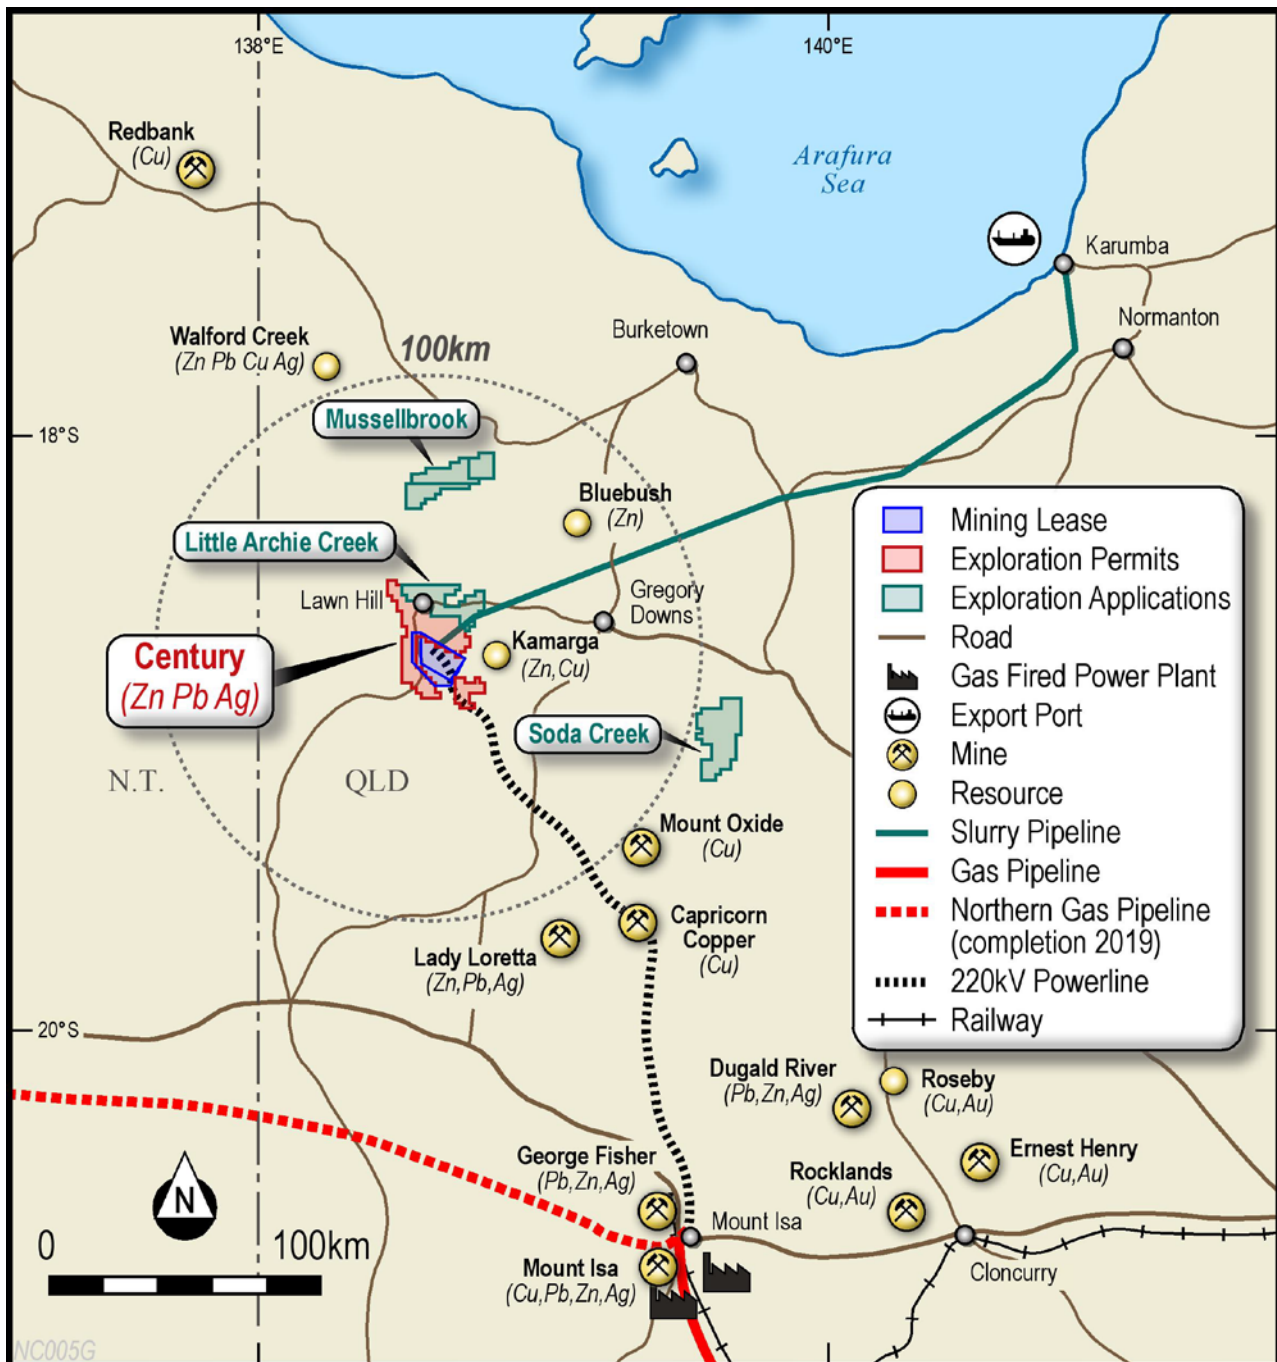 138°E
140°E
Redbank
(Cu)
Arafura
Sea
Karumba
Normanton
Burketown
Walford Creek
(Zn Pb Cu Ag)
100km
Mussellbrook
18°S
Bluebush
(Zn)
Little Archie Creek
Lawn Hill
Gregory
Downs
Kamarga
(Zn,Cu)
Century
(Zn Pb Ag)
Soda Creek
N.T.
QLD
Mount Oxide
(Cu)
Capricorn
Copper
(Cu)
Lady Loretta
(Zn,Pb,Ag)
20°S
Mining Lease
Exploration Permits
Exploration Applications
Road
Gas Fired Power Plant
Export Port
Mine
Resource
Slurry Pipeline
Gas Pipeline
Northern Gas Pipeline
(completion 2019)
220kV Powerline
Railway
Dugald River
(Pb,Zn,Ag)
Roseby
(Cu,Au)
George Fisher
(Pb,Zn,Ag)
Ernest Henry
(Cu,Au)
Rocklands
(Cu,Au)
Mount Isa
Cloncurry
Mount Isa
(Cu,Pb,Zn,Ag)
N
0 100km
NC005G